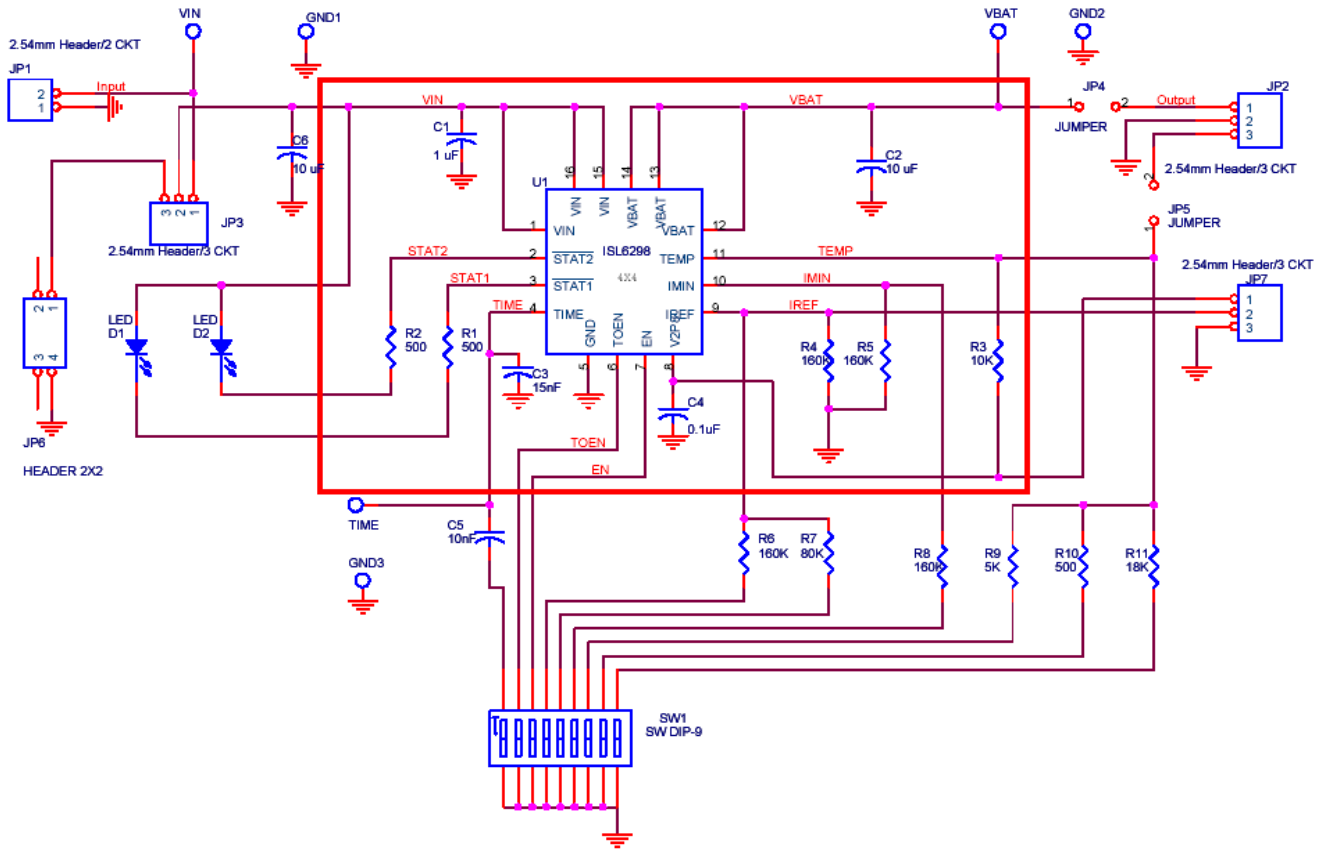 VIN
GND1
VBAT
GND2
2.54mm Header/2 CKT
JP1
Input
2
1
VIN
VBAT
JP4
1
2
Output
JUMPER
JP2
1
2
3
2.54mm Header/3 CKT
C6
10 uF
C1
1 uF
C2
10 uF
2
JP5
JUMPER
1
3
2
1
JP3
2.54mm Header/3 CKT
U1
16
15
14
13
VIN
VIN
VBAT
VBAT
1
VIN
VBAT
12
ISL6298
4X4
STAT2
2
STAT2
TEMP
11
TEMP
STAT1
3
STAT1
IMIN
10
IMIN
TIME
4
TIME
IREF
9
IREF
GND
TOEN
EN
V2P8
5
6
7
8
2.54mm Header/3 CKT
JP7
1
2
3
2
1
3
4
JP6
HEADER 2X2
LED
D1
LED
D2
R2
500
R1
500
C3
15nF
C4
0.1uF
R4
160K
R5
160K
R3
10K
TOEN
EN
TIME
C5
10nF
GND3
R6
160K
R7
80K
R8
160K
R9
5K
R10
500
R11
18K
SW1
SW DIP-9